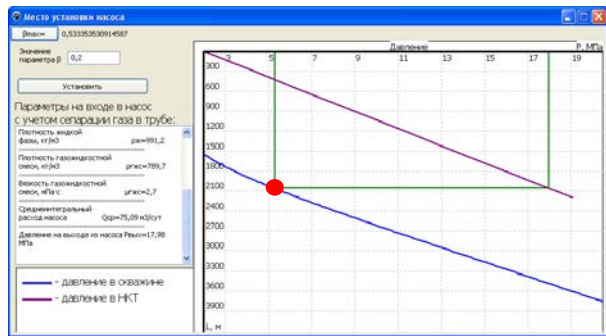 Место установки насоса
βmax=
0,533353530914587
Значение
параметра β
0,2
Установить
Параметры на входе в насос
с учетом сепарации газа в трубе:
Плотность жидкой
фазы, кг/м3 ρж=991,2
Плотность газожидкостной
смеси, кг/м3 ρгжс=789,7
Вязкость газожидкостной
смеси, мПа·с μгжс=2,7
Среднеинтегральный
расход насоса Qср=75,09 м3/сут
Давление на выходе из насоса Рвых=17,98
МПа
- давление в скважине
- давление в НКТ
Давление
P, МПа
3 5 7 9 11 13 15 17 19
300
600
900
1200
1500
1800
2100
2400
2700
3000
3300
3600
3900
L, м